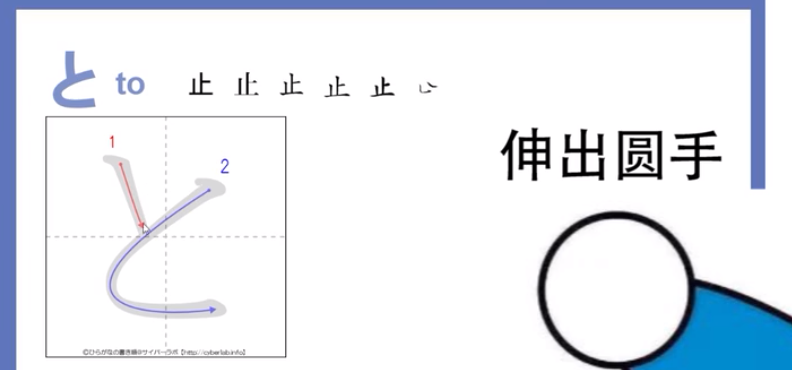 と to 止 止 止 止 止
伸出圆手
1
2
©ひらがなの書き順@サイバーラボ【http://cyberlab.info】